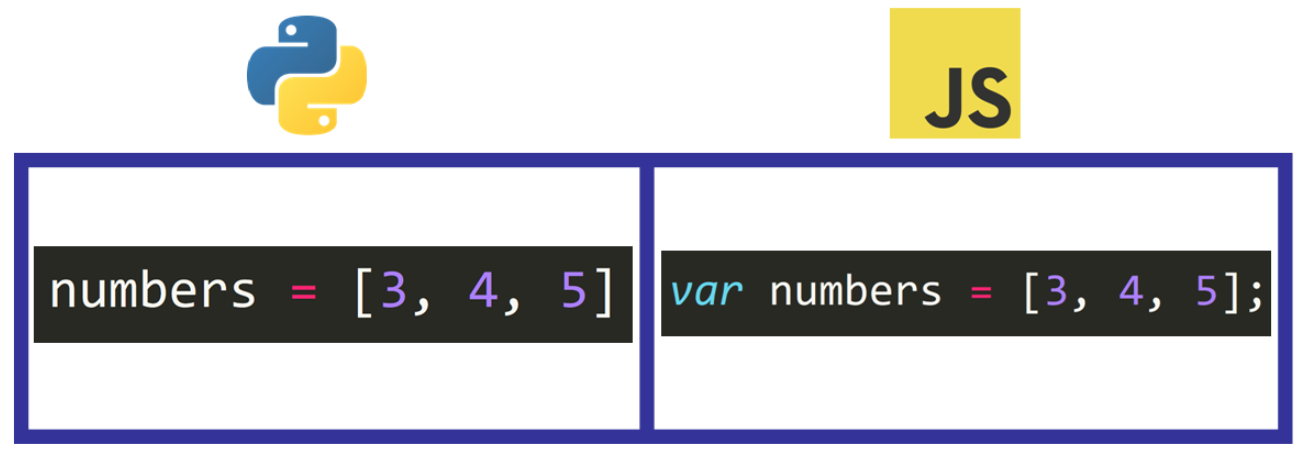 JS
numbers = [3, 4, 5]
var numbers = [3, 4, 5];